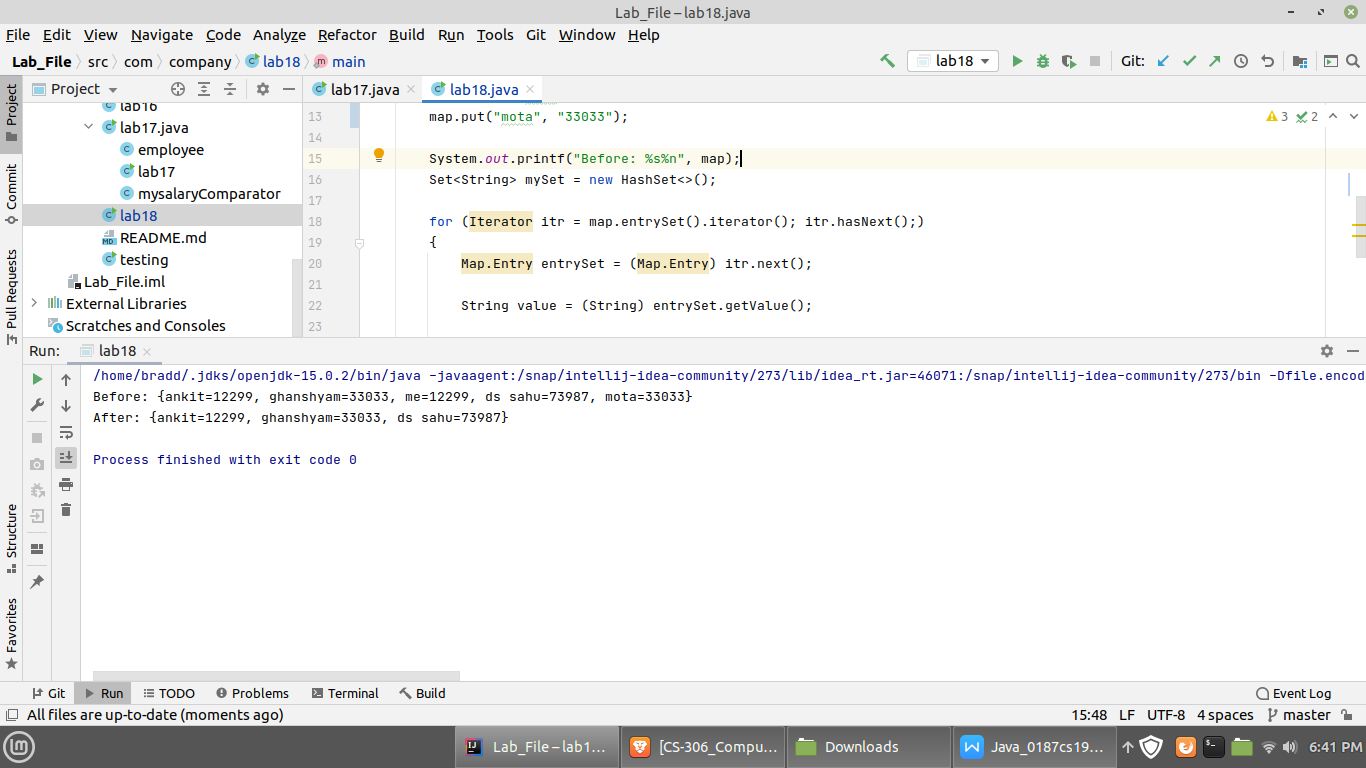 Lab_File – lab18.java
File Edit View Navigate Code Analyze Refactor Build Run Tools Git Window Help
Lab_File src com company lab18 main
lab18
Git:
Project
lab17.java
lab18.java
Project
Commit
Pull Requests
Structure
Favorites
lab16
lab17.java
employee
lab17
mysalaryComparator
lab18
README.md
testing
Lab_File.iml
External Libraries
Scratches and Consoles
3 2
13 map.put("mota", "33033");
14
15 System.out.printf("Before: %s%n", map);
16 Set<String> mySet = new HashSet<>();
17
18 for (Iterator itr = map.entrySet().iterator(); itr.hasNext();)
19 {
20 Map.Entry entrySet = (Map.Entry) itr.next();
21
22 String value = (String) entrySet.getValue();
23
Run: lab18
/home/bradd/.jdks/openjdk-15.0.2/bin/java -javaagent:/snap/intellij-idea-community/273/lib/idea_rt.jar=46071:/snap/intellij-idea-community/273/bin -Dfile.encod
Before: {ankit=12299, ghanshyam=33033, me=12299, ds sahu=73987, mota=33033}
After: {ankit=12299, ghanshyam=33033, ds sahu=73987}
Process finished with exit code 0
Git Run TODO Problems Terminal Build Event Log
All files are up-to-date (moments ago) 15:48 LF UTF-8 4 spaces master
Lab_File – lab1... [CS-306_Compu... Downloads Java_0187cs19... 6:41 PM